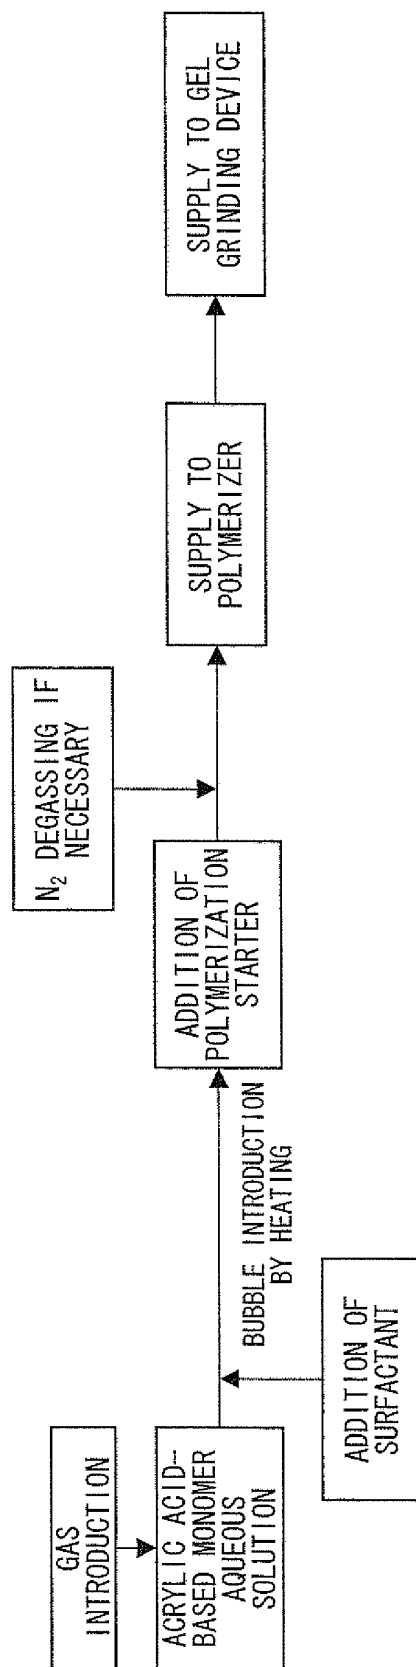 GAS
INTRODUCTION
ACRYLIC ACID-
BASED MONOMER
AQUEOUS
SOLUTION
ADDITION OF
SURFACTANT
BUBBLE INTRODUCTION
BY HEATING
ADDITION OF
POLYMERIZATION
STARTER
N₂ DEGASSING IF
NECESSARY
SUPPLY TO
POLYMERIZER
SUPPLY TO GEL
GRINDING DEVICE